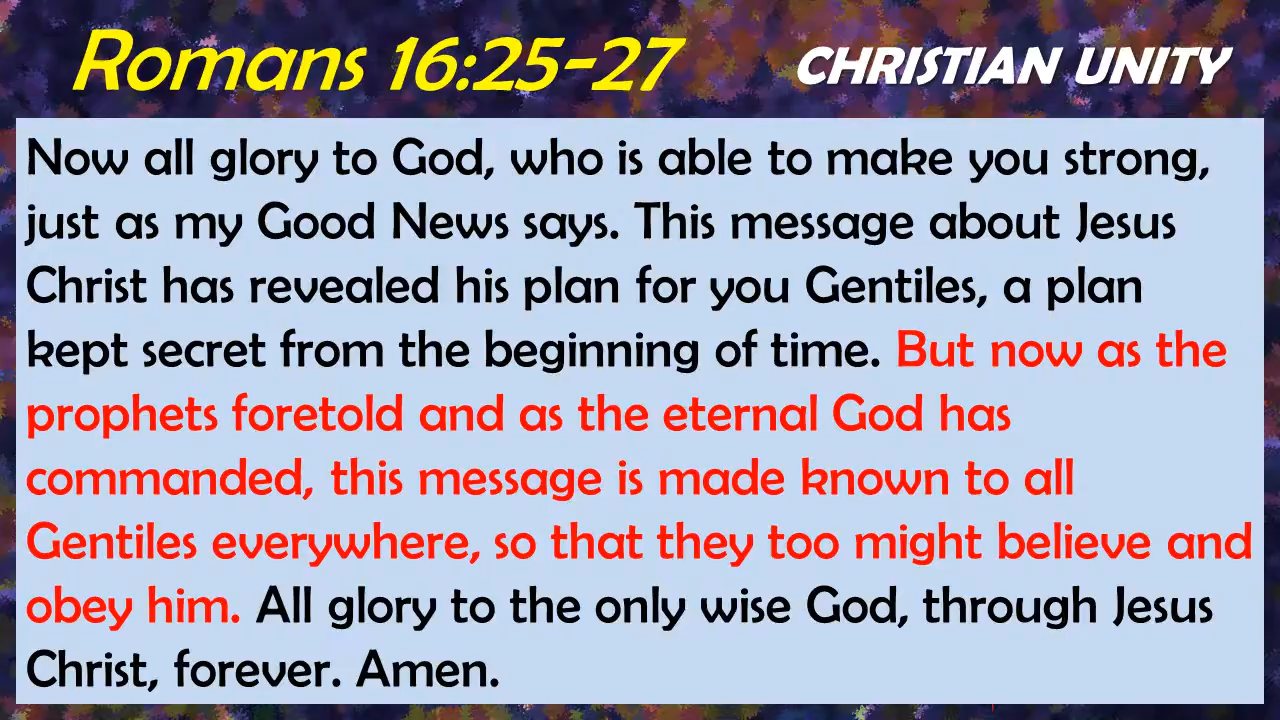 Romans 16:25-27 CHRISTIAN UNITY
Now all glory to God, who is able to make you strong,
just as my Good News says. This message about Jesus
Christ has revealed his plan for you Gentiles, a plan
kept secret from the beginning of time. But now as the
prophets foretold and as the eternal God has
commanded, this message is made known to all
Gentiles everywhere, so that they too might believe and
obey him. All glory to the only wise God, through Jesus
Christ, forever. Amen.